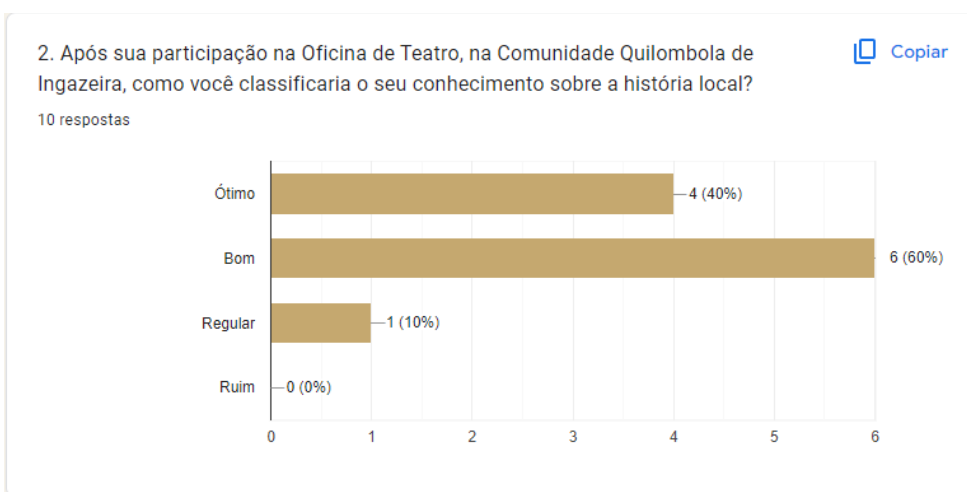 2. Após sua participação na Oficina de Teatro, na Comunidade Quilombola de
Ingazeira, como você classificaria o seu conhecimento sobre a história local?
Copiar
10 respostas
Ótimo
4 (40%)
Bom
6 (60%)
Regular
1 (10%)
Ruim
0 (0%)
0 1 2 3 4 5 6